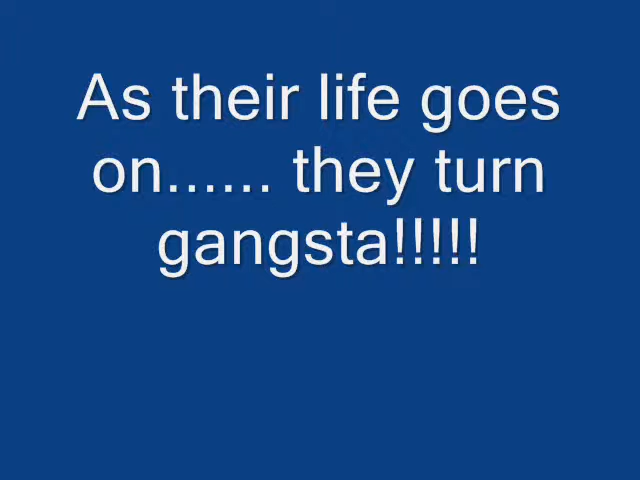 As their life goes
on...... they turn
gangsta!!!!!